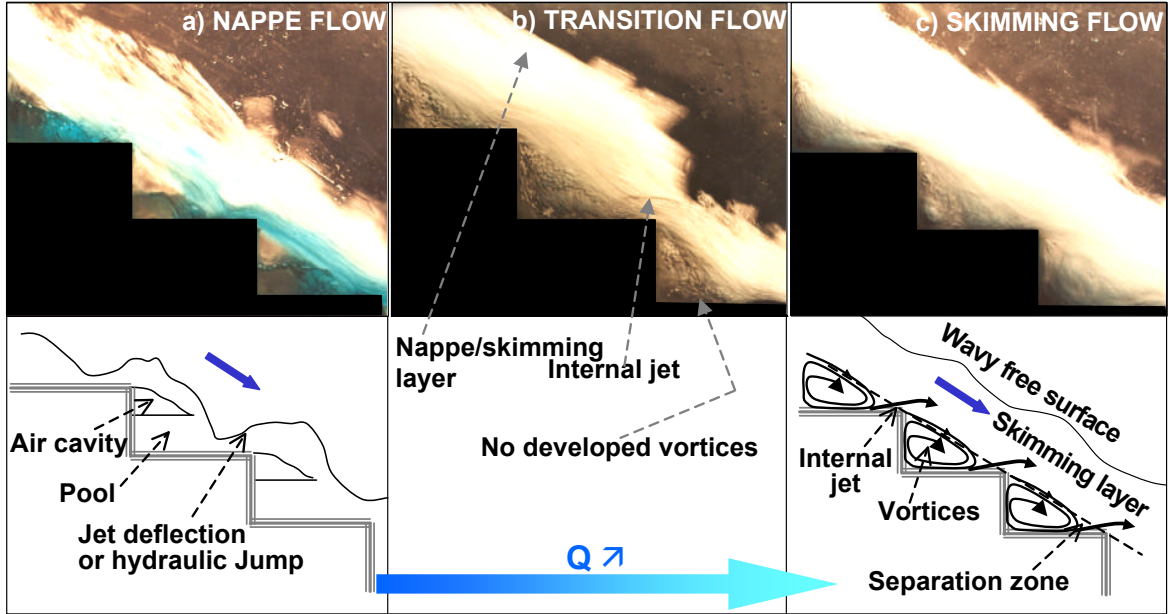 a) NAPPE FLOW
b) TRANSITION FLOW
c) SKIMMING FLOW
Nappe/skimming
layer
Internal jet
No developed vortices
Air cavity
Pool
Jet deflection
or hydraulic Jump
Q ↗
Wavy free surface
Skimming layer
Internal
jet
Vortices
Separation zone